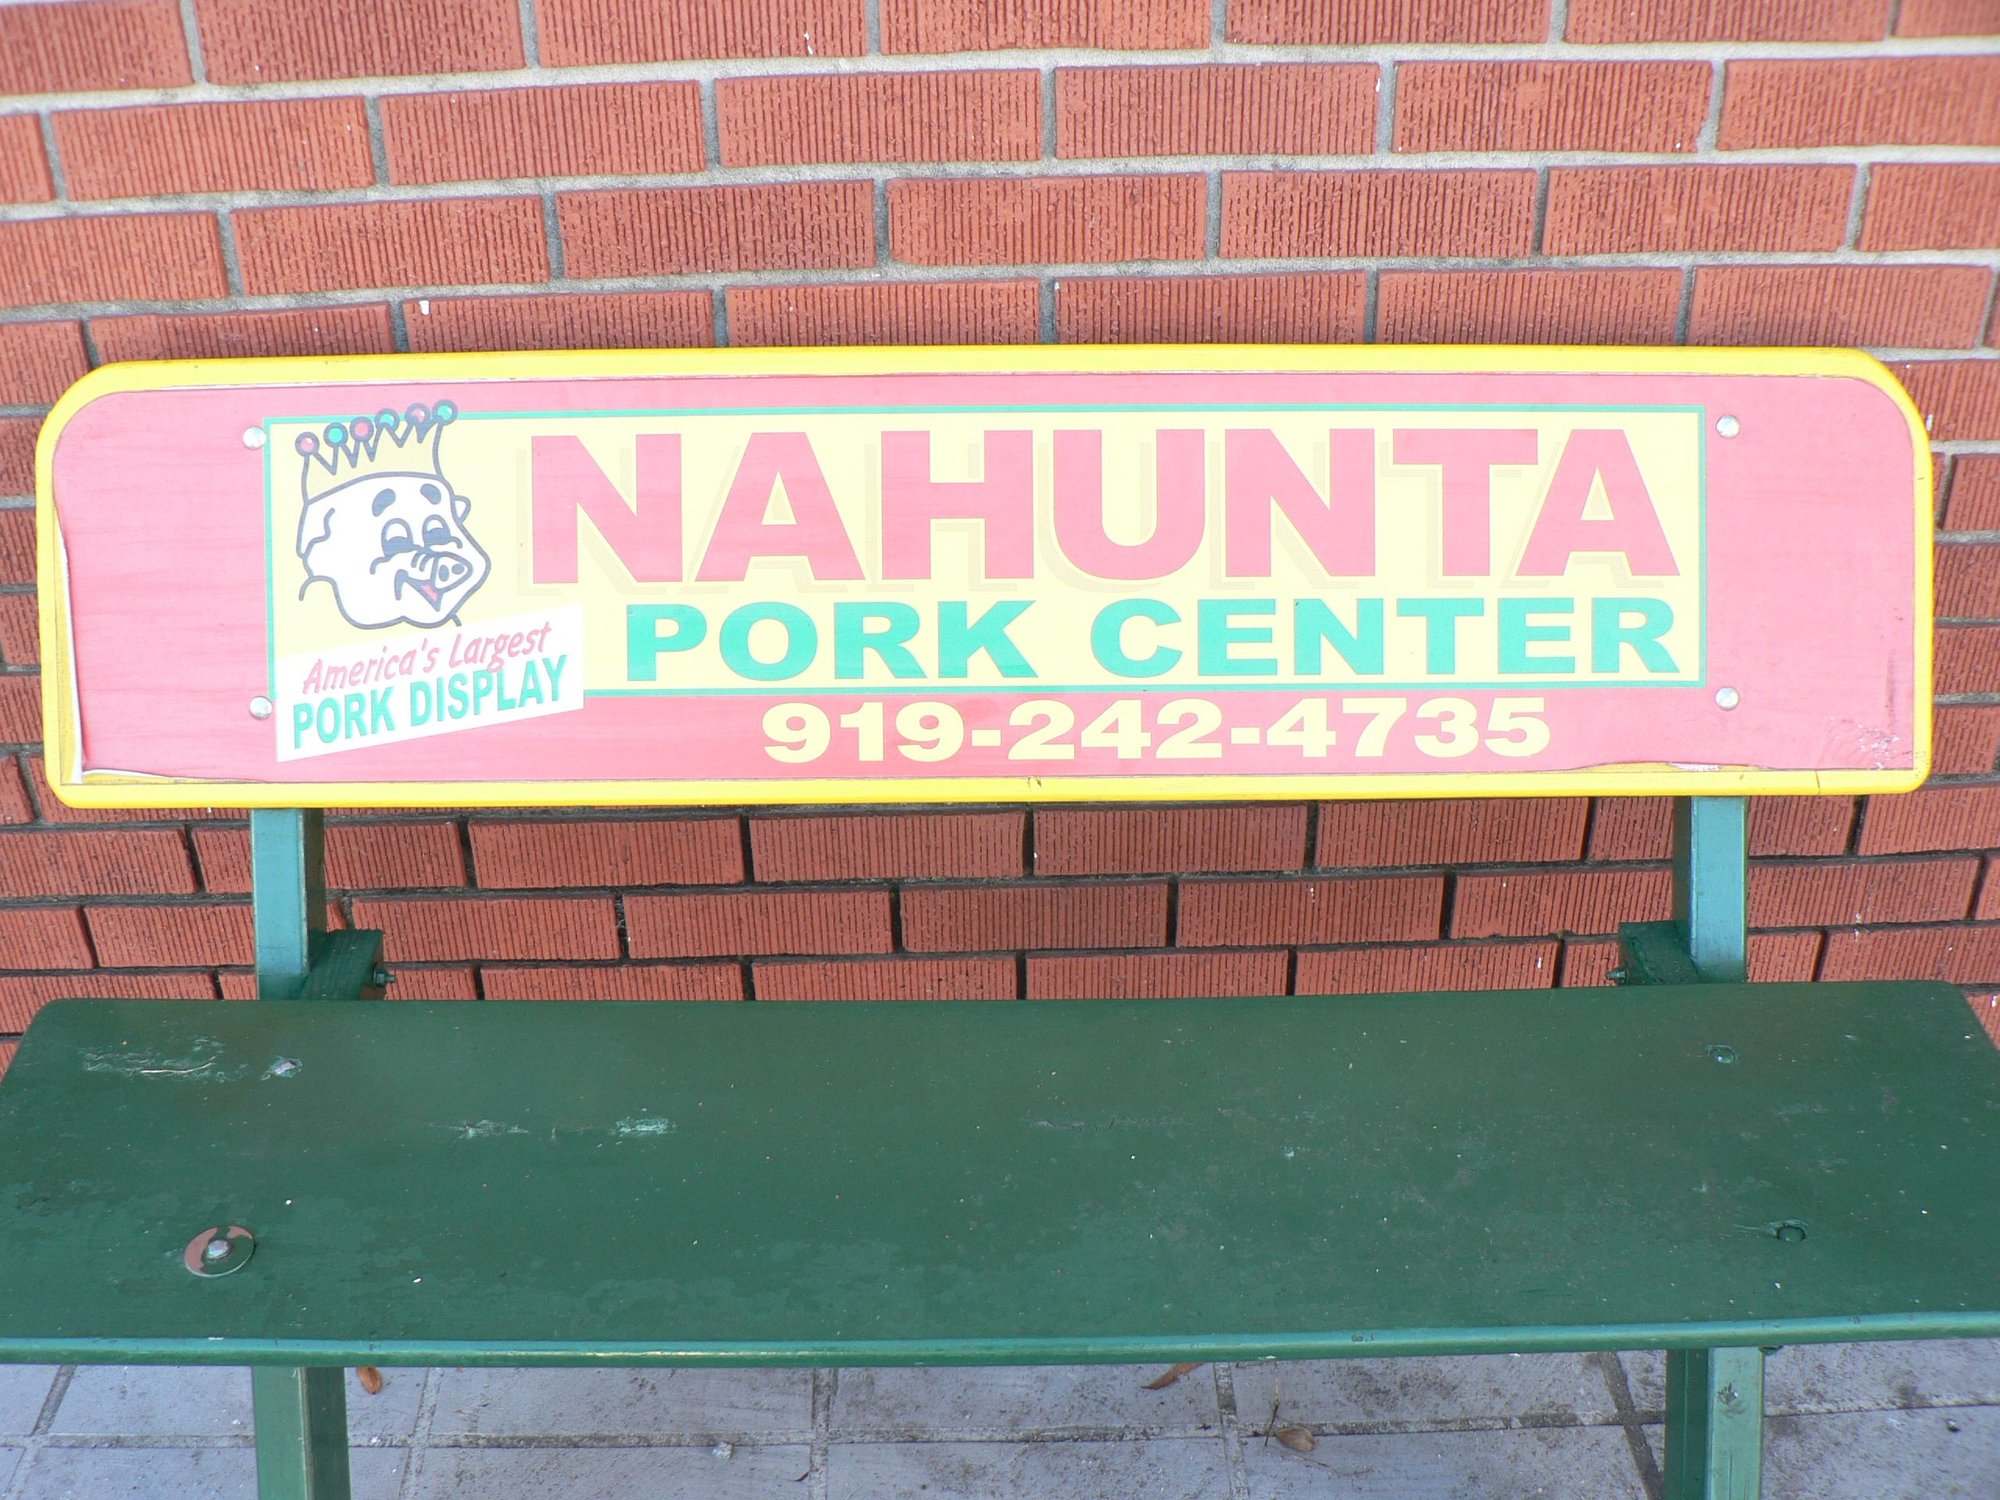 NAHUNTA
PORK CENTER
America's Largest
PORK DISPLAY
919-242-4735